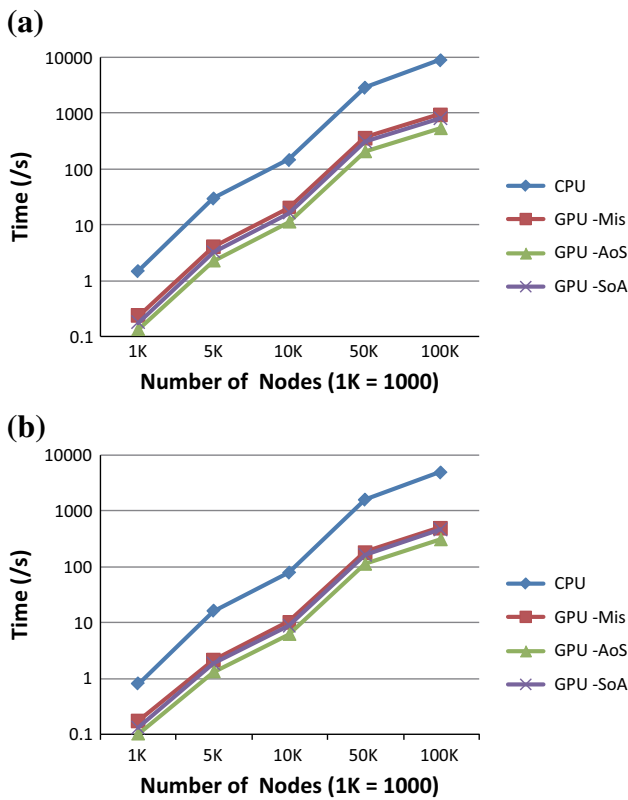 (a)
10000
1000
100
10
1
0.1
Time (/s)
1K 5K 10K 50K 100K
Number of Nodes (1K = 1000)
CPU
GPU -Mis
GPU -AoS
GPU -SoA
(b)
10000
1000
100
10
1
0.1
Time (/s)
1K 5K 10K 50K 100K
Number of Nodes (1K = 1000)
CPU
GPU -Mis
GPU -AoS
GPU -SoA